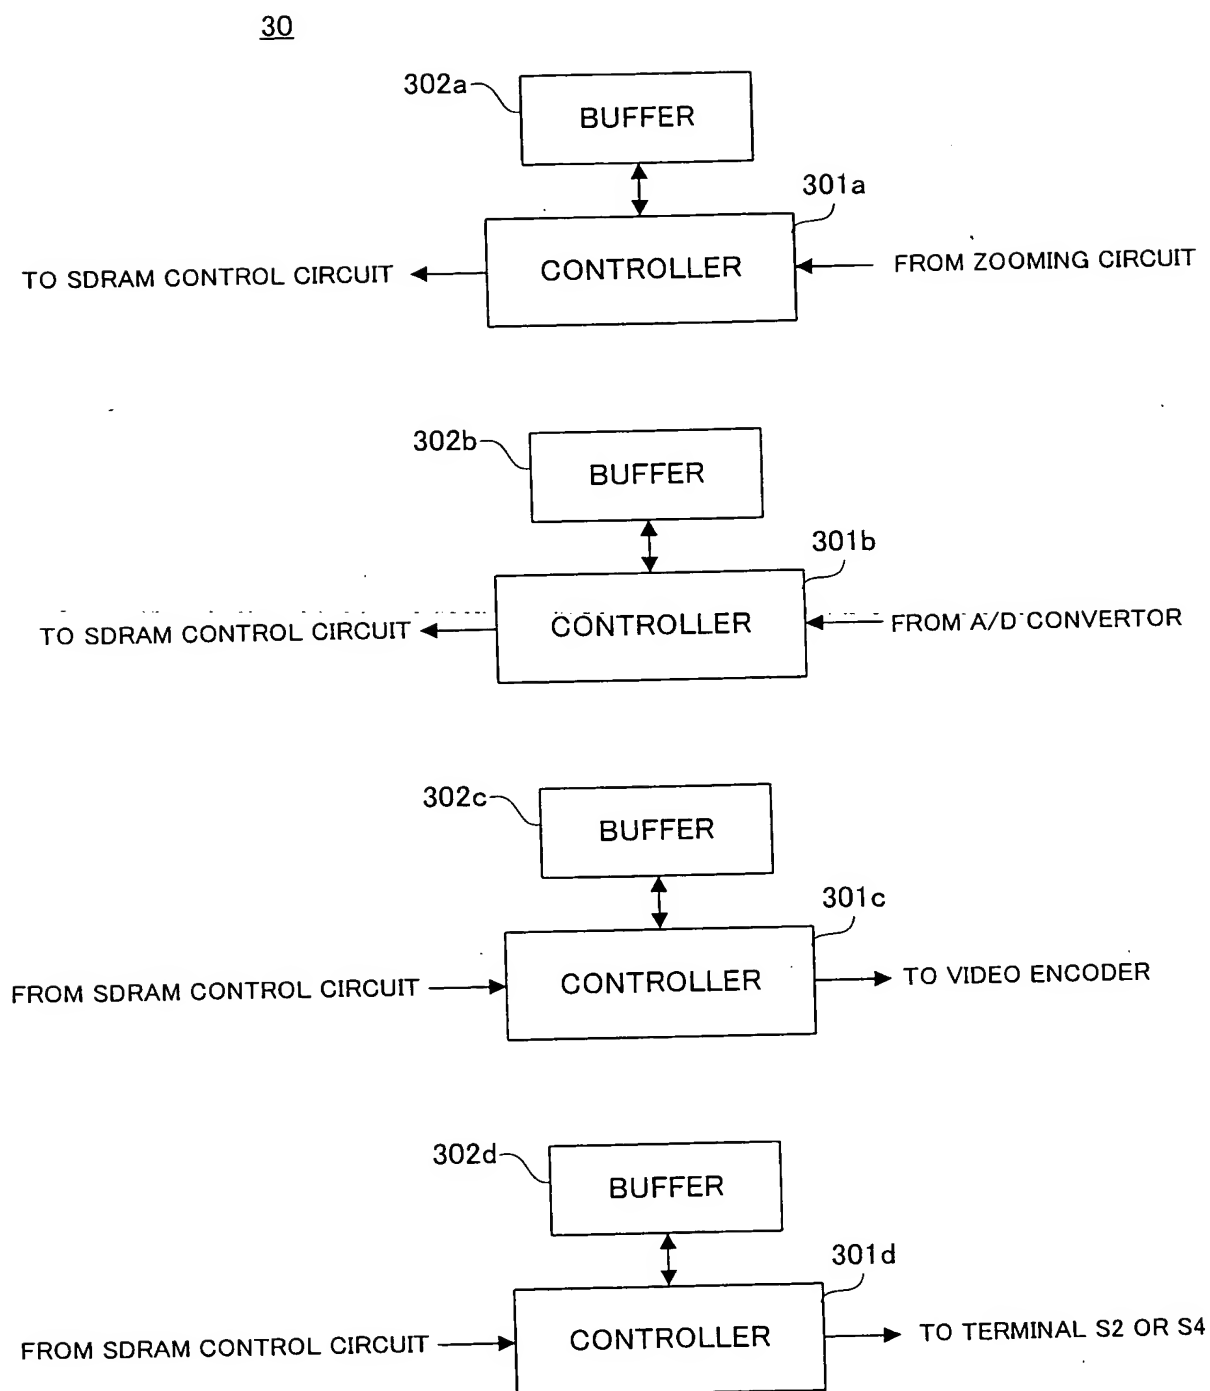 30
302a
BUFFER
301a
TO SDRAM CONTROL CIRCUIT
CONTROLLER
FROM ZOOMING CIRCUIT
302b
BUFFER
301b
TO SDRAM CONTROL CIRCUIT
CONTROLLER
FROM A/D CONVERTOR
302c
BUFFER
301c
FROM SDRAM CONTROL CIRCUIT
CONTROLLER
TO VIDEO ENCODER
302d
BUFFER
301d
FROM SDRAM CONTROL CIRCUIT
CONTROLLER
TO TERMINAL S2 OR S4